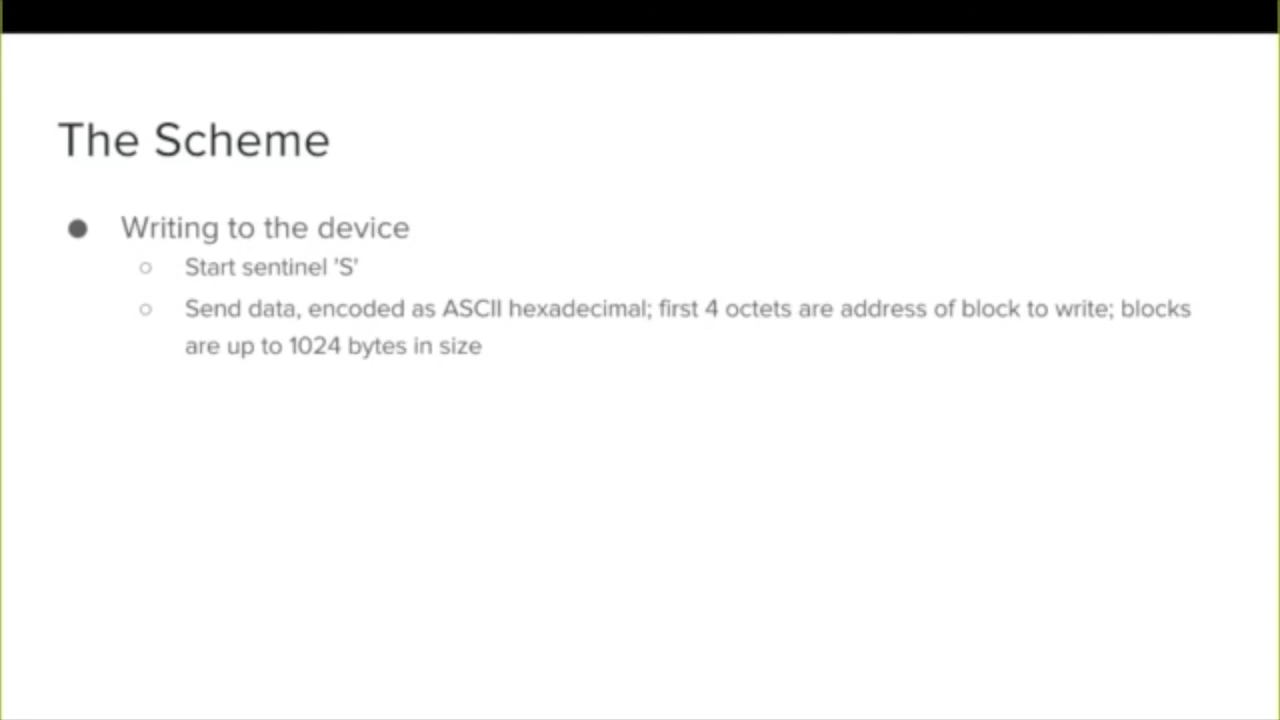 The Scheme
● Writing to the device
○ Start sentinel 'S'
○ Send data, encoded as ASCII hexadecimal; first 4 octets are address of block to write; blocks
are up to 1024 bytes in size